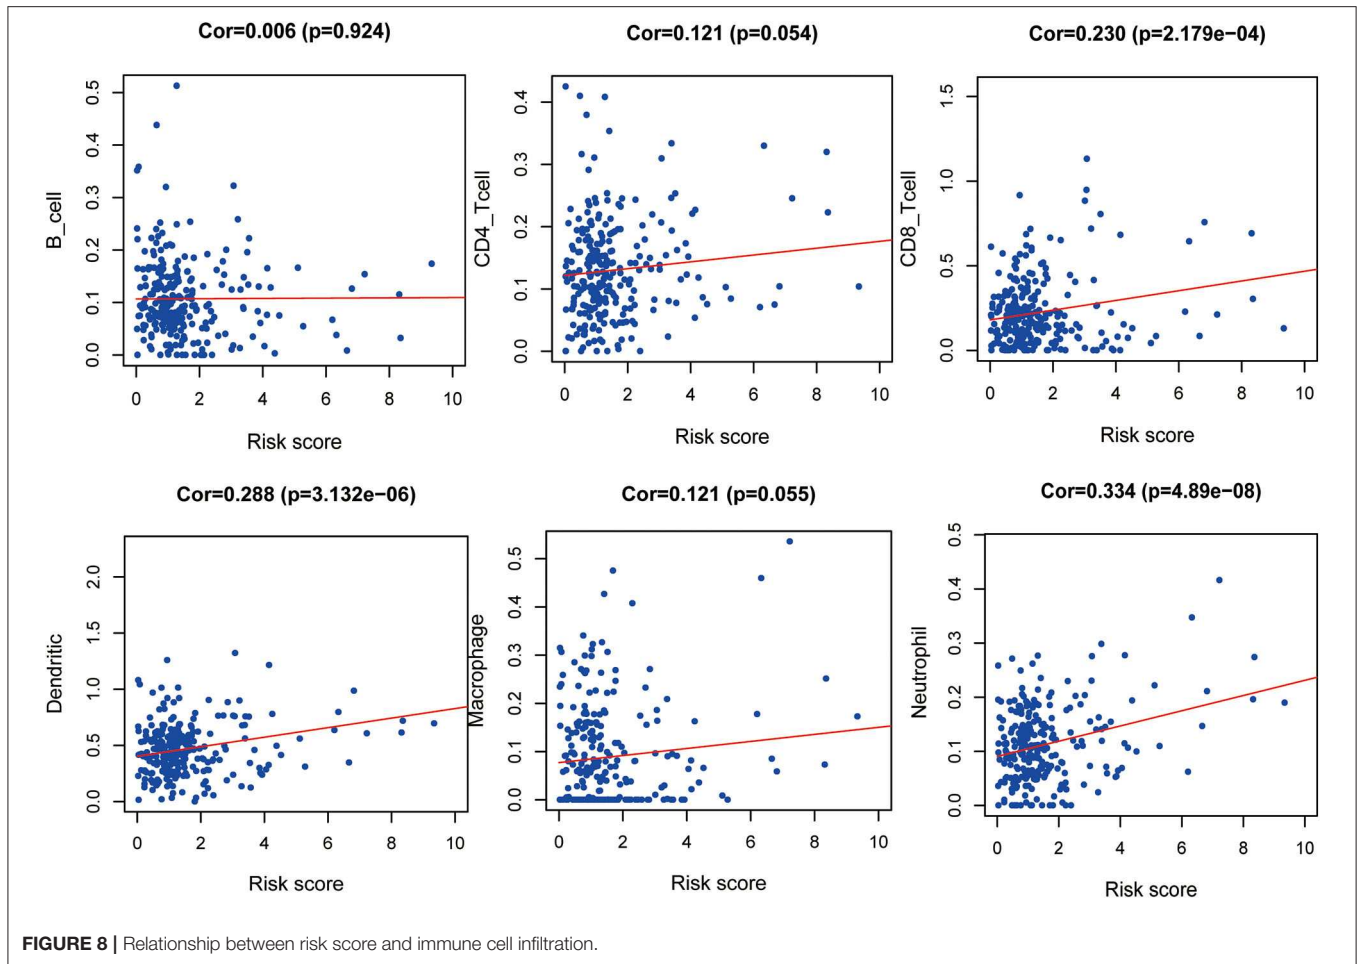 Cor=0.006 (p=0.924)
B_cell
0.0 0.1 0.2 0.3 0.4 0.5
0 2 4 6 8 10
Risk score
Cor=0.121 (p=0.054)
CD4_Tcell
0.0 0.1 0.2 0.3 0.4
0 2 4 6 8 10
Risk score
Cor=0.230 (p=2.179e−04)
CD8_Tcell
0.0 0.5 1.0 1.5
0 2 4 6 8 10
Risk score
Cor=0.288 (p=3.132e−06)
Dendritic
0.0 0.5 1.0 1.5 2.0
0 2 4 6 8 10
Risk score
Cor=0.121 (p=0.055)
Macrophage
0.0 0.1 0.2 0.3 0.4 0.5
0 2 4 6 8 10
Risk score
Cor=0.334 (p=4.89e−08)
Neutrophil
0.0 0.1 0.2 0.3 0.4 0.5
0 2 4 6 8 10
Risk score
FIGURE 8 | Relationship between risk score and immune cell infiltration.